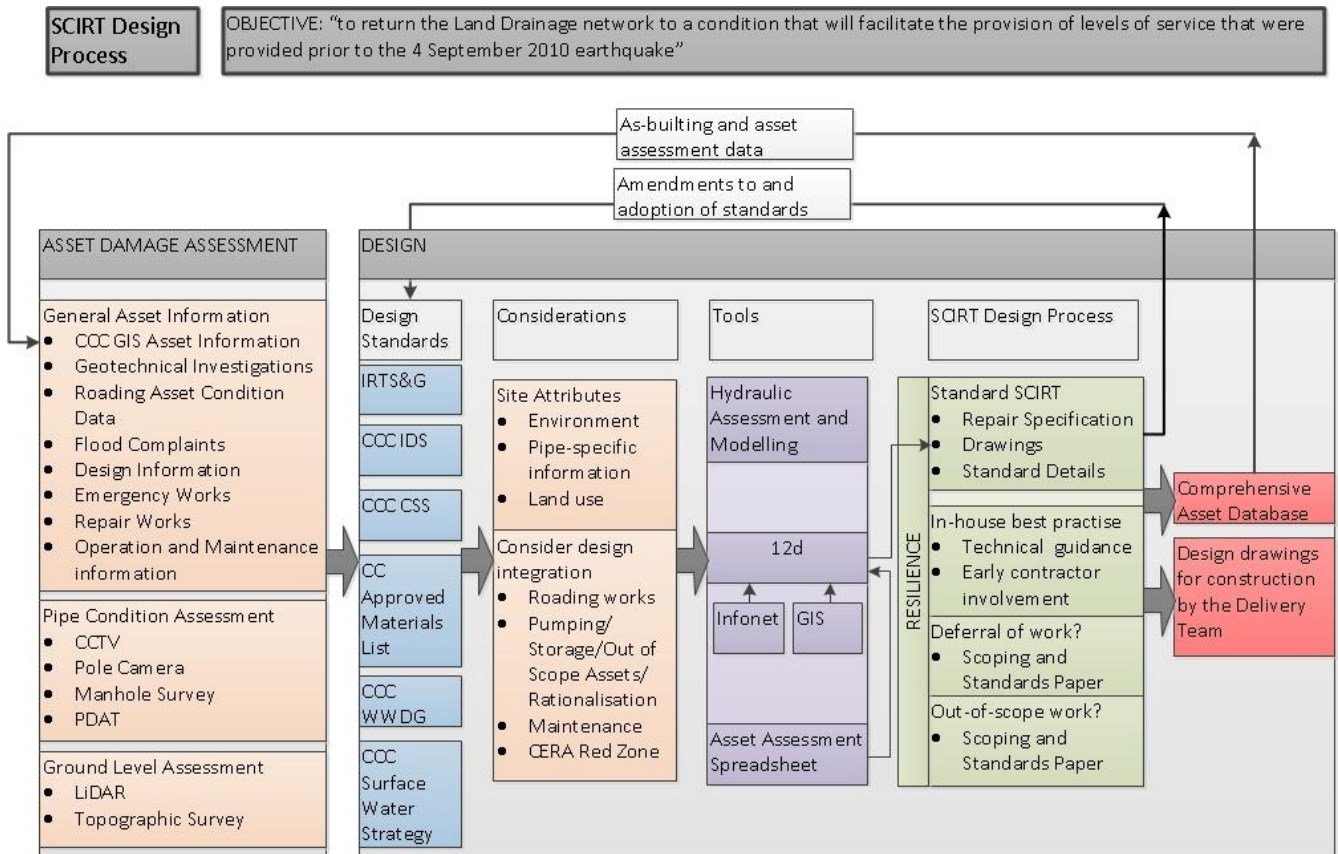 SCIRT Design
Process
OBJECTIVE: “to return the Land Drainage network to a condition that will facilitate the provision of levels of service that were
provided prior to the 4 September 2010 earthquake”
As-builting and asset
assessment data
Amendments to and
adoption of standards
ASSET DAMAGE ASSESSMENT
General Asset Information
• CCC GIS Asset Information
• Geotechnical Investigations
• Roading Asset Condition
Data
• Flood Complaints
• Design Information
• Emergency Works
• Repair Works
• Operation and Maintenance
information
Pipe Condition Assessment
• CCTV
• Pole Camera
• Manhole Survey
• PDAT
Ground Level Assessment
• LiDAR
• Topographic Survey
DESIGN
Design
Standards
IRTS&G
CCC IDS
CCC CSS
CC
Approved
Materials
List
CCC
WWDG
CCC
Surface
Water
Strategy
Considerations
Site Attributes
• Environment
• Pipe-specific
information
• Land use
Consider design
integration
• Roading works
• Pumping/
Storage/Out of
Scope Assets/
Rationalisation
• Maintenance
• CERA Red Zone
Tools
Hydraulic
Assessment and
Modelling
12d
Infonet
GIS
Asset Assessment
Spreadsheet
SCIRT Design Process
RESILIENCE
Standard SCIRT
• Repair Specification
• Drawings
• Standard Details
In-house best practise
• Technical guidance
• Early contractor
involvement
Deferral of work?
• Scoping and
Standards Paper
Out-of-scope work?
• Scoping and
Standards Paper
Comprehensive
Asset Database
Design drawings
for construction
by the Delivery
Team